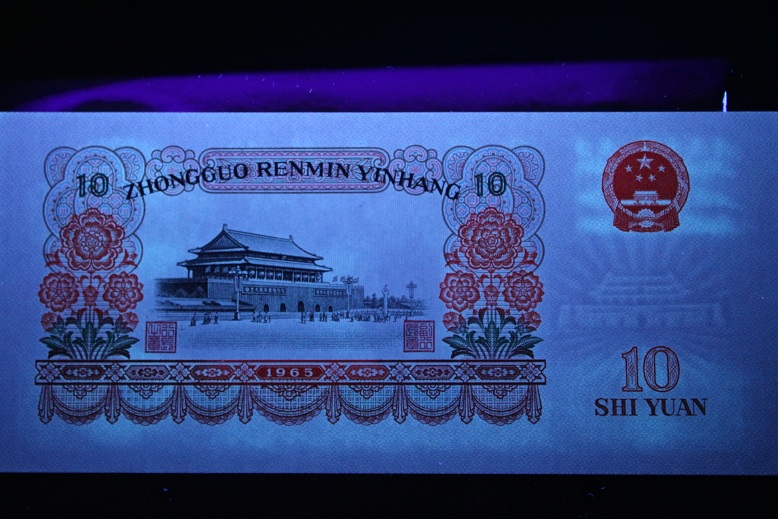 10 ZHONGGUO RENMIN YINHANG 10
1965
10
SHI YUAN